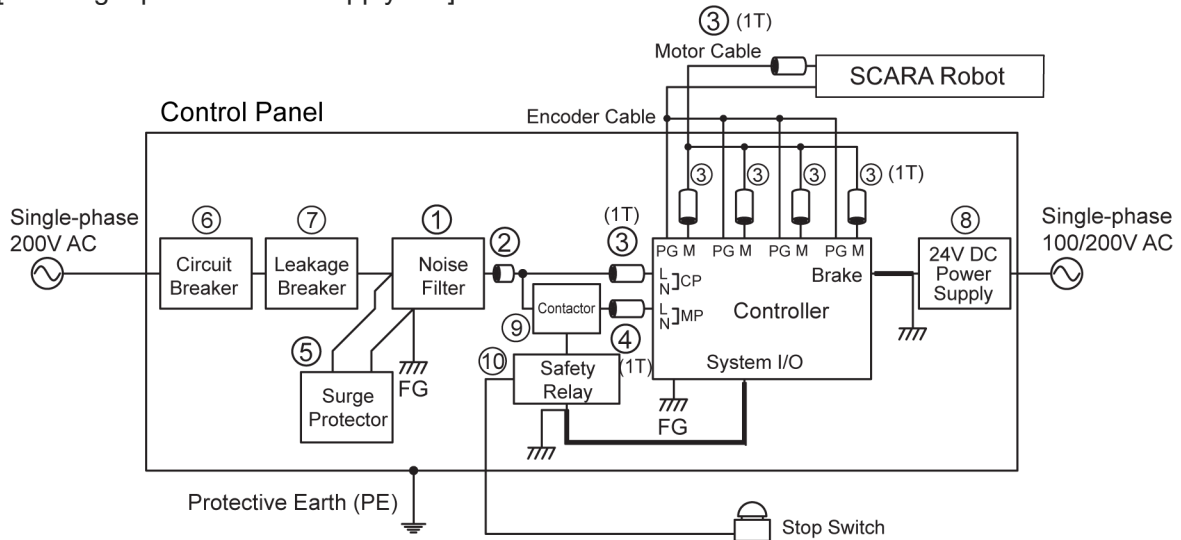 ③ (1T)
Motor Cable
SCARA Robot
Control Panel
Encoder Cable
③
③
③
③ (1T)
Single-phase
200V AC
⑥
Circuit
Breaker
⑦
Leakage
Breaker
①
Noise
Filter
②
(1T)
③
PG M
PG M
PG M
PG M
L
N
CP
L
N
MP
Brake
Controller
System I/O
⑧
24V DC
Power
Supply
Single-phase
100/200V AC
Contactor
⑨
④
(1T)
⑩
Safety
Relay
⑤
Surge
Protector
FG
FG
Protective Earth (PE)
Stop Switch